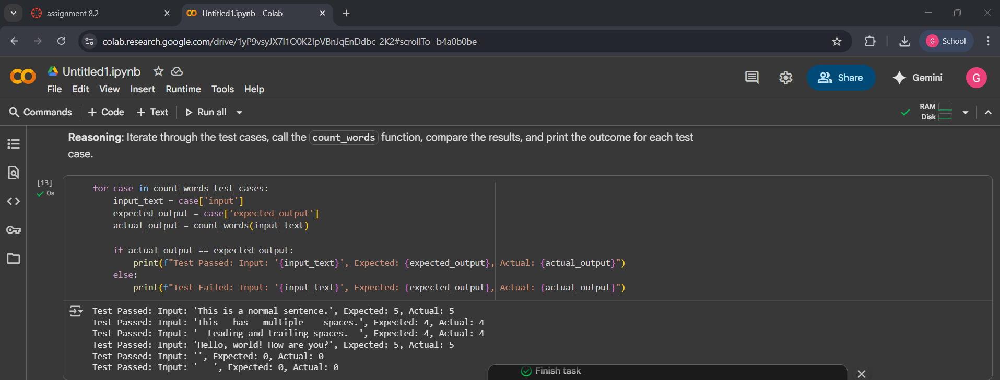 assignment 8.2
Untitled1.ipynb - Colab
colab.research.google.com/drive/1yP9vsyJX7l1O0K2IpVBnJqEnDdbc-2K2#scrollTo=b4a0b0be
School
Untitled1.ipynb
File Edit View Insert Runtime Tools Help
Share
Gemini
G
Commands + Code + Text Run all
RAM
Disk
Reasoning: Iterate through the test cases, call the count_words function, compare the results, and print the outcome for each test
case.
[13]
0s
for case in count_words_test_cases:
    input_text = case['input']
    expected_output = case['expected_output']
    actual_output = count_words(input_text)
    if actual_output == expected_output:
        print(f"Test Passed: Input: '{input_text}', Expected: {expected_output}, Actual: {actual_output}")
    else:
        print(f"Test Failed: Input: '{input_text}', Expected: {expected_output}, Actual: {actual_output}")
Test Passed: Input: 'This is a normal sentence.', Expected: 5, Actual: 5
Test Passed: Input: 'This   has   multiple    spaces.', Expected: 4, Actual: 4
Test Passed: Input: '  Leading and trailing spaces.  ', Expected: 4, Actual: 4
Test Passed: Input: 'Hello, world! How are you?', Expected: 5, Actual: 5
Test Passed: Input: '', Expected: 0, Actual: 0
Test Passed: Input: '   ', Expected: 0, Actual: 0
Finish task